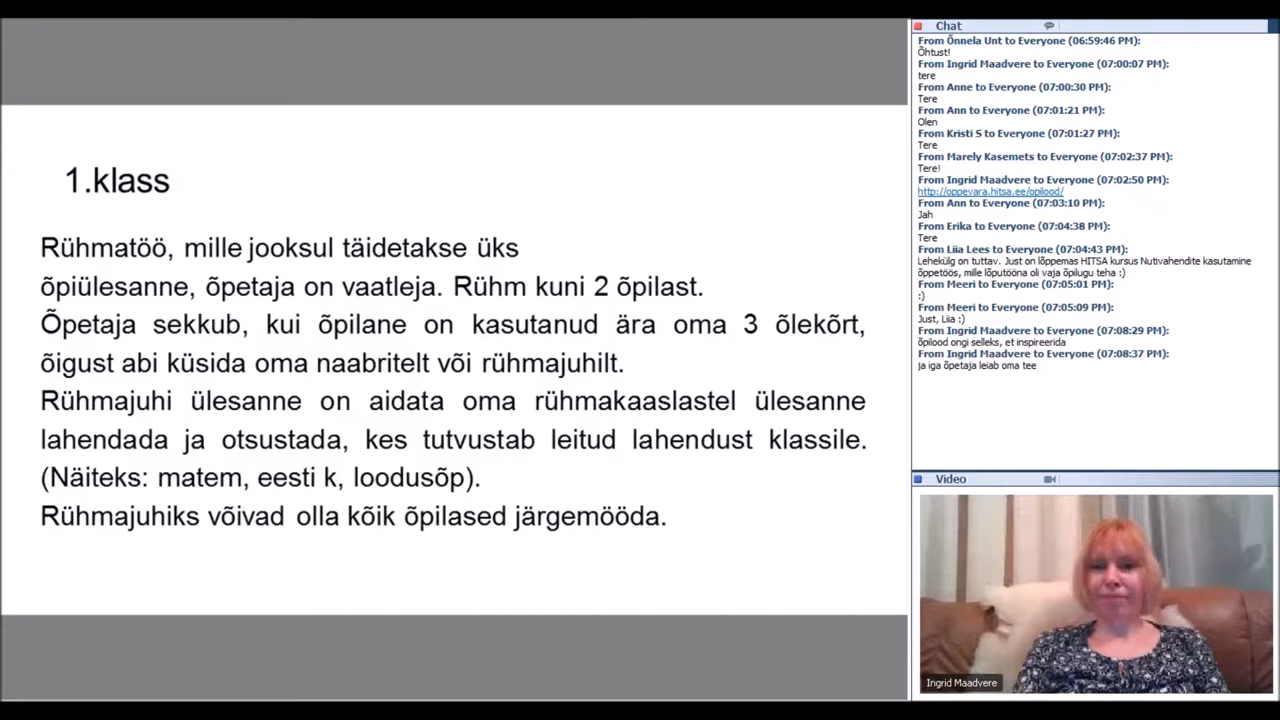 1.klass
Rühmatöö, mille jooksul täidetakse üks
õpiülesanne, õpetaja on vaatleja. Rühm kuni 2 õpilast.
Õpetaja sekkub, kui õpilane on kasutanud ära oma 3 õlekõrt,
õigust abi küsida oma naabritelt või rühmajuhilt.
Rühmajuhi ülesanne on aidata oma rühmakaaslastel ülesanne
lahendada ja otsustada, kes tutvustab leitud lahendust klassile.
(Näiteks: matem, eesti k, loodusõp).
Rühmajuhiks võivad olla kõik õpilased järgemööda.
Chat
From Õnnela Unt to Everyone (06:59:46 PM):
Õhtust!
From Ingrid Maadvere to Everyone (07:00:07 PM):
tere
From Anne to Everyone (07:00:30 PM):
Tere
From Ann to Everyone (07:01:21 PM):
Olen
From Kristi S to Everyone (07:01:27 PM):
Tere
From Marely Kasemets to Everyone (07:02:37 PM):
Tere!
From Ingrid Maadvere to Everyone (07:02:50 PM):
http://oppevara.hitsa.ee/opilood/
From Ann to Everyone (07:03:10 PM):
Jah
From Erika to Everyone (07:04:38 PM):
Tere
From Liia Lees to Everyone (07:04:43 PM):
Lehekülg on tuttav. Just on lõppemas HITSA kursus Nutivahendite kasutamine
õppetöös, mille lõputööna oli vaja õpilugu teha :)
From Meeri to Everyone (07:05:01 PM):
:)
From Meeri to Everyone (07:05:09 PM):
Just, Liia :)
From Ingrid Maadvere to Everyone (07:08:29 PM):
õpilood ongi selleks, et inspireerida
From Ingrid Maadvere to Everyone (07:08:37 PM):
ja iga õpetaja leiab oma tee
Video
Ingrid Maadvere